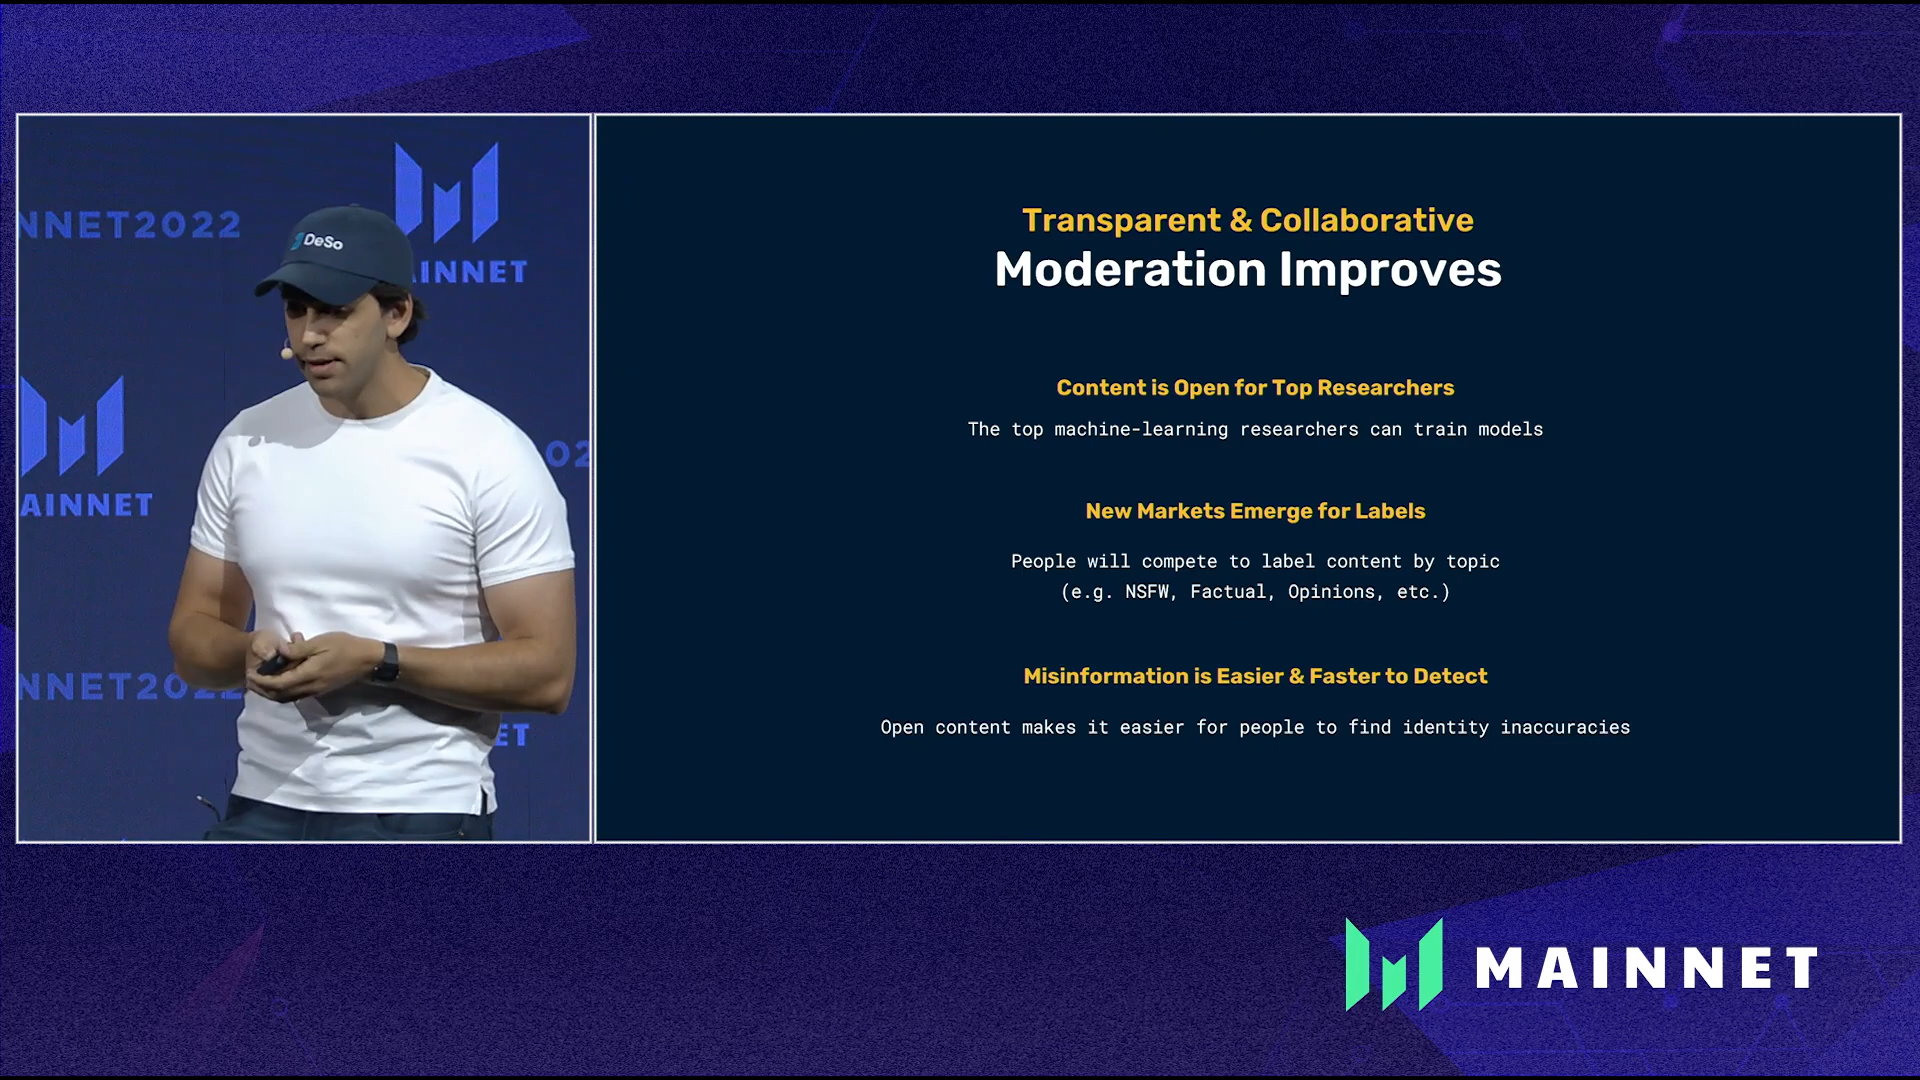 NNET2022
DeSo
AINNET
AINNET
02
NNET2022
ET
Transparent & Collaborative
Moderation Improves
Content is Open for Top Researchers
The top machine-learning researchers can train models
New Markets Emerge for Labels
People will compete to label content by topic
(e.g. NSFW, Factual, Opinions, etc.)
Misinformation is Easier & Faster to Detect
Open content makes it easier for people to find identity inaccuracies
MAINNET